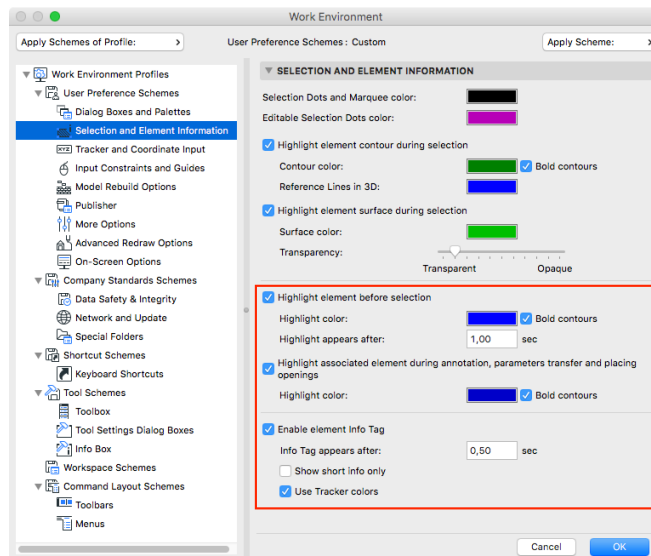 Work Environment
Apply Schemes of Profile:
User Preference Schemes : Custom
Apply Scheme:
Work Environment Profiles
User Preference Schemes
Dialog Boxes and Palettes
Selection and Element Information
XYZ Tracker and Coordinate Input
Input Constraints and Guides
Model Rebuild Options
Publisher
More Options
Advanced Redraw Options
On-Screen Options
Company Standards Schemes
Data Safety & Integrity
Network and Update
Special Folders
Shortcut Schemes
Keyboard Shortcuts
Tool Schemes
Toolbox
Tool Settings Dialog Boxes
Info Box
Workspace Schemes
Command Layout Schemes
Toolbars
Menus
SELECTION AND ELEMENT INFORMATION
Selection Dots and Marquee color:
Editable Selection Dots color:
Highlight element contour during selection
Contour color: Bold contours
Reference Lines in 3D:
Highlight element surface during selection
Surface color:
Transparency:
Transparent Opaque
Highlight element before selection
Highlight color: Bold contours
Highlight appears after: 1,00 sec
Highlight associated element during annotation, parameters transfer and placing
openings
Highlight color: Bold contours
Enable element Info Tag
Info Tag appears after: 0,50 sec
Show short info only
Use Tracker colors
Cancel OK